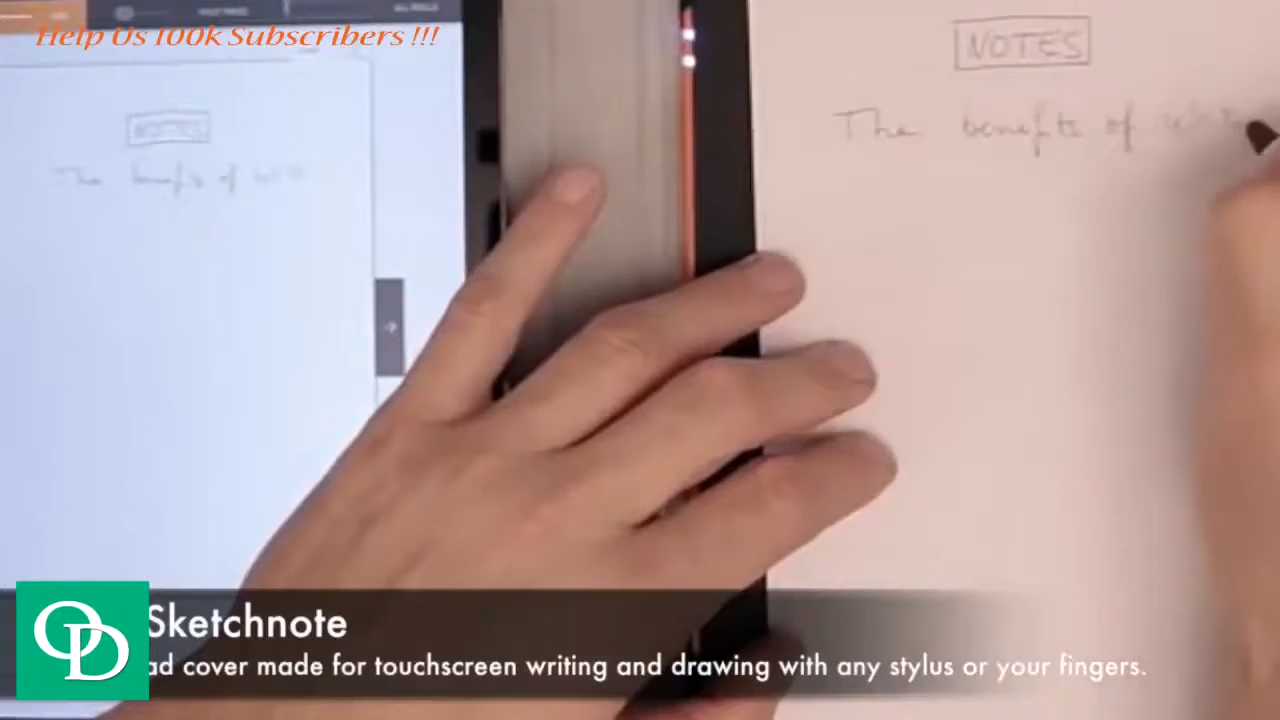 Help Us 100k Subscribers !!!
NOTES
The benefits of
NOTES
The benefits of
OD
Sketchnote
ad cover made for touchscreen writing and drawing with any stylus or your fingers.